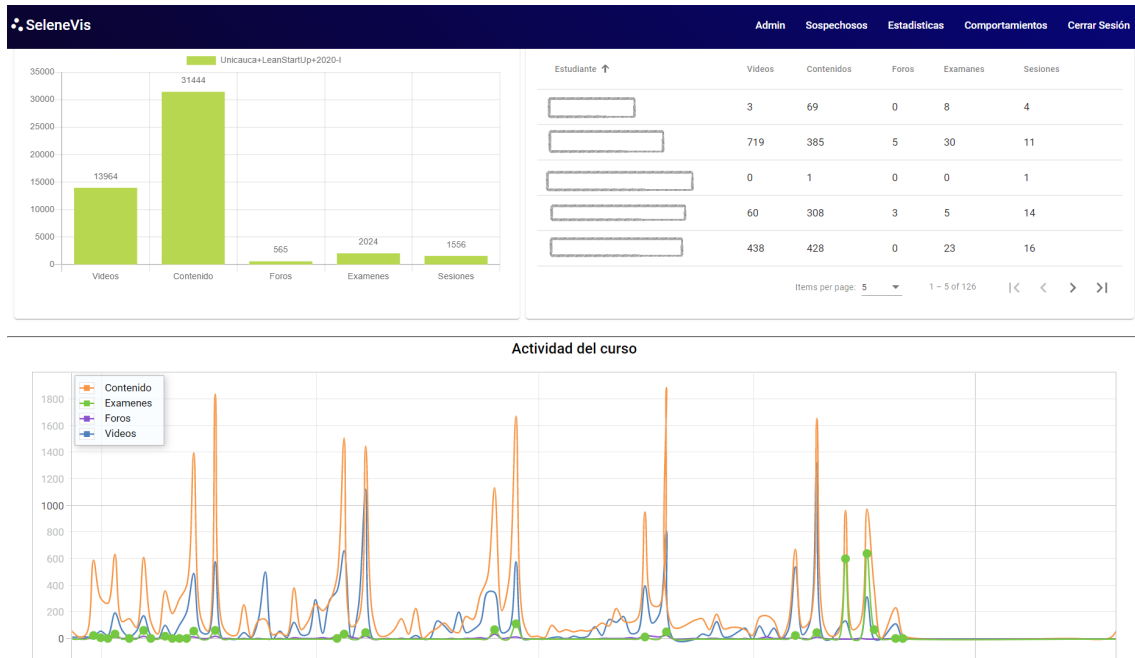 SeleneVis Admin Sospechosos Estadisticas Comportamientos Cerrar Sesión
Unicauca+LeanStartUp+2020-I
35000
30000
25000
20000
15000
10000
5000
0
13964
31444
565
2024
1556
Videos Contenido Foros Examenes Sesiones
Estudiante Videos Contenidos Foros Examanes Sesiones
3 69 0 8 4
719 385 5 30 11
0 1 0 0 1
60 308 3 5 14
438 428 0 23 16
Items per page: 5 1 – 5 of 126
Actividad del curso
Contenido
Examenes
Foros
Videos
1800
1600
1400
1200
1000
800
600
400
200
0